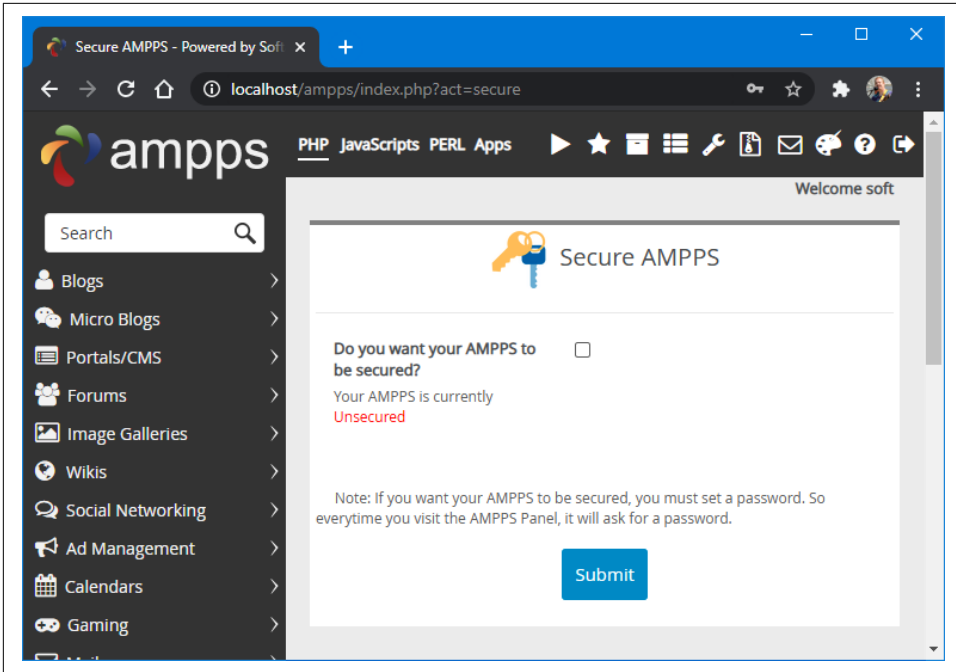 Secure AMPPS - Powered by Soft
localhost/ampps/index.php?act=secure
ampps
PHP JavaScripts PERL Apps
Welcome soft
Search
Blogs
Micro Blogs
Portals/CMS
Forums
Image Galleries
Wikis
Social Networking
Ad Management
Calendars
Gaming
Secure AMPPS
Do you want your AMPPS to
be secured?
Your AMPPS is currently
Unsecured
Note: If you want your AMPPS to be secured, you must set a password. So
everytime you visit the AMPPS Panel, it will ask for a password.
Submit